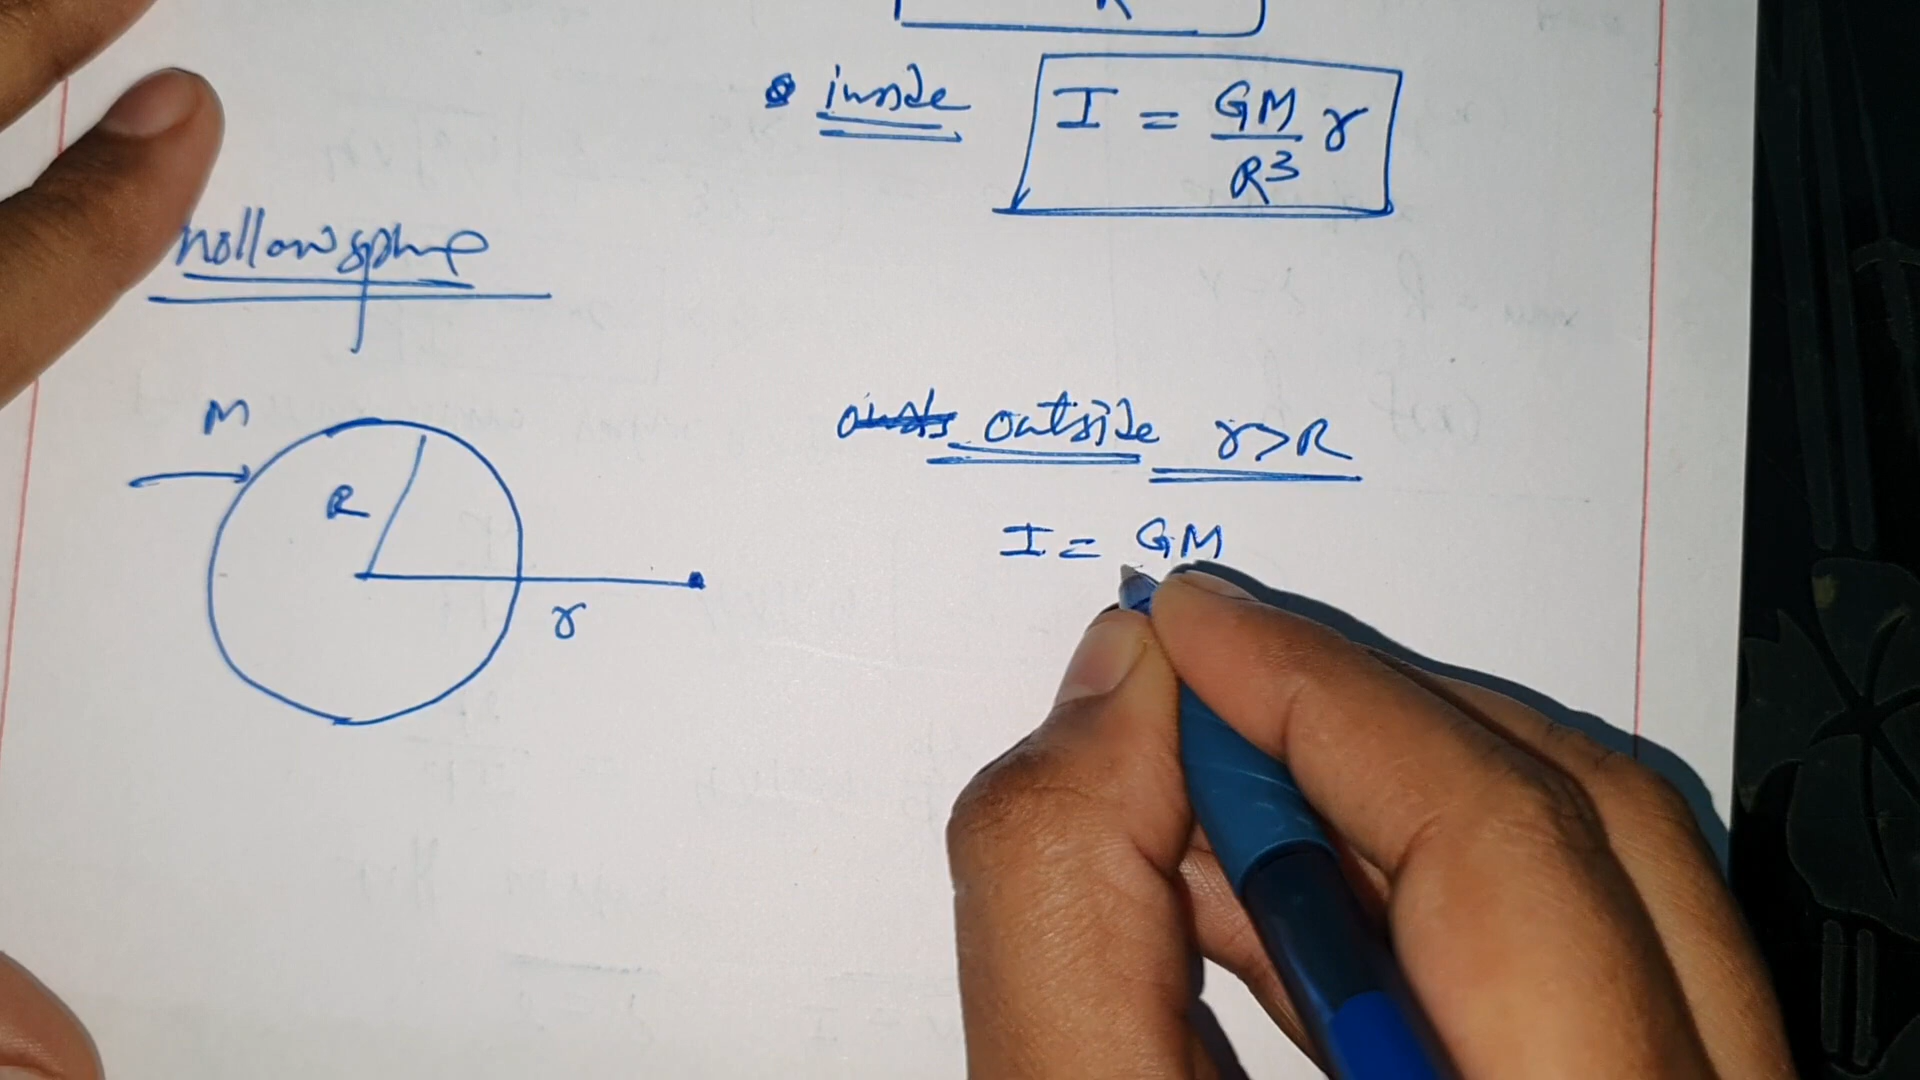 R
inside I = GM/R³ r
hollow sphere
M
R
r
outside r>R
I = GM